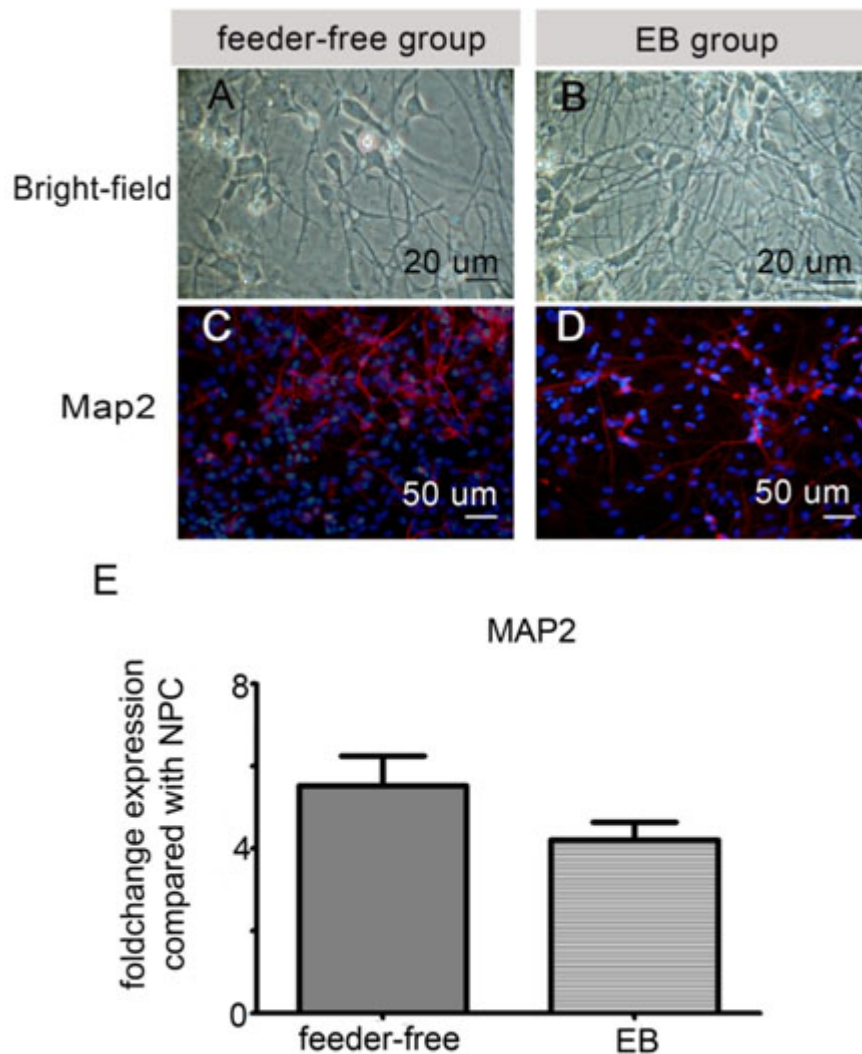 feeder-free group
EB group
Bright-field
A
20 um
B
20 um
Map2
C
50 um
D
50 um
E
MAP2
foldchange expression
compared with NPC
8
4
0
feeder-free
EB